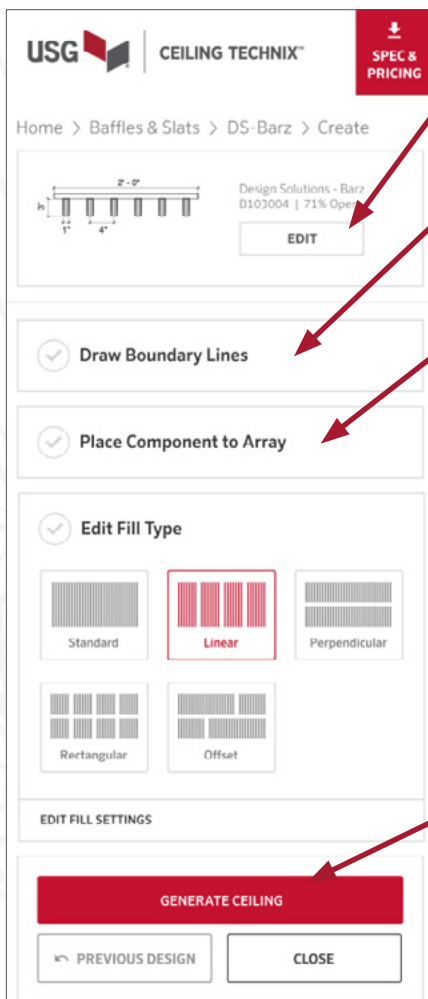 USG
CEILING TECHNIX™
SPEC &
PRICING
Home > Baffles & Slats > DS-Barz > Create
2'-0"
3"
1"
4"
Design Solutions - Barz
D103004 | 71% Open
EDIT
Draw Boundary Lines
Place Component to Array
Edit Fill Type
Standard
Linear
Perpendicular
Rectangular
Offset
EDIT FILL SETTINGS
GENERATE CEILING
PREVIOUS DESIGN
CLOSE